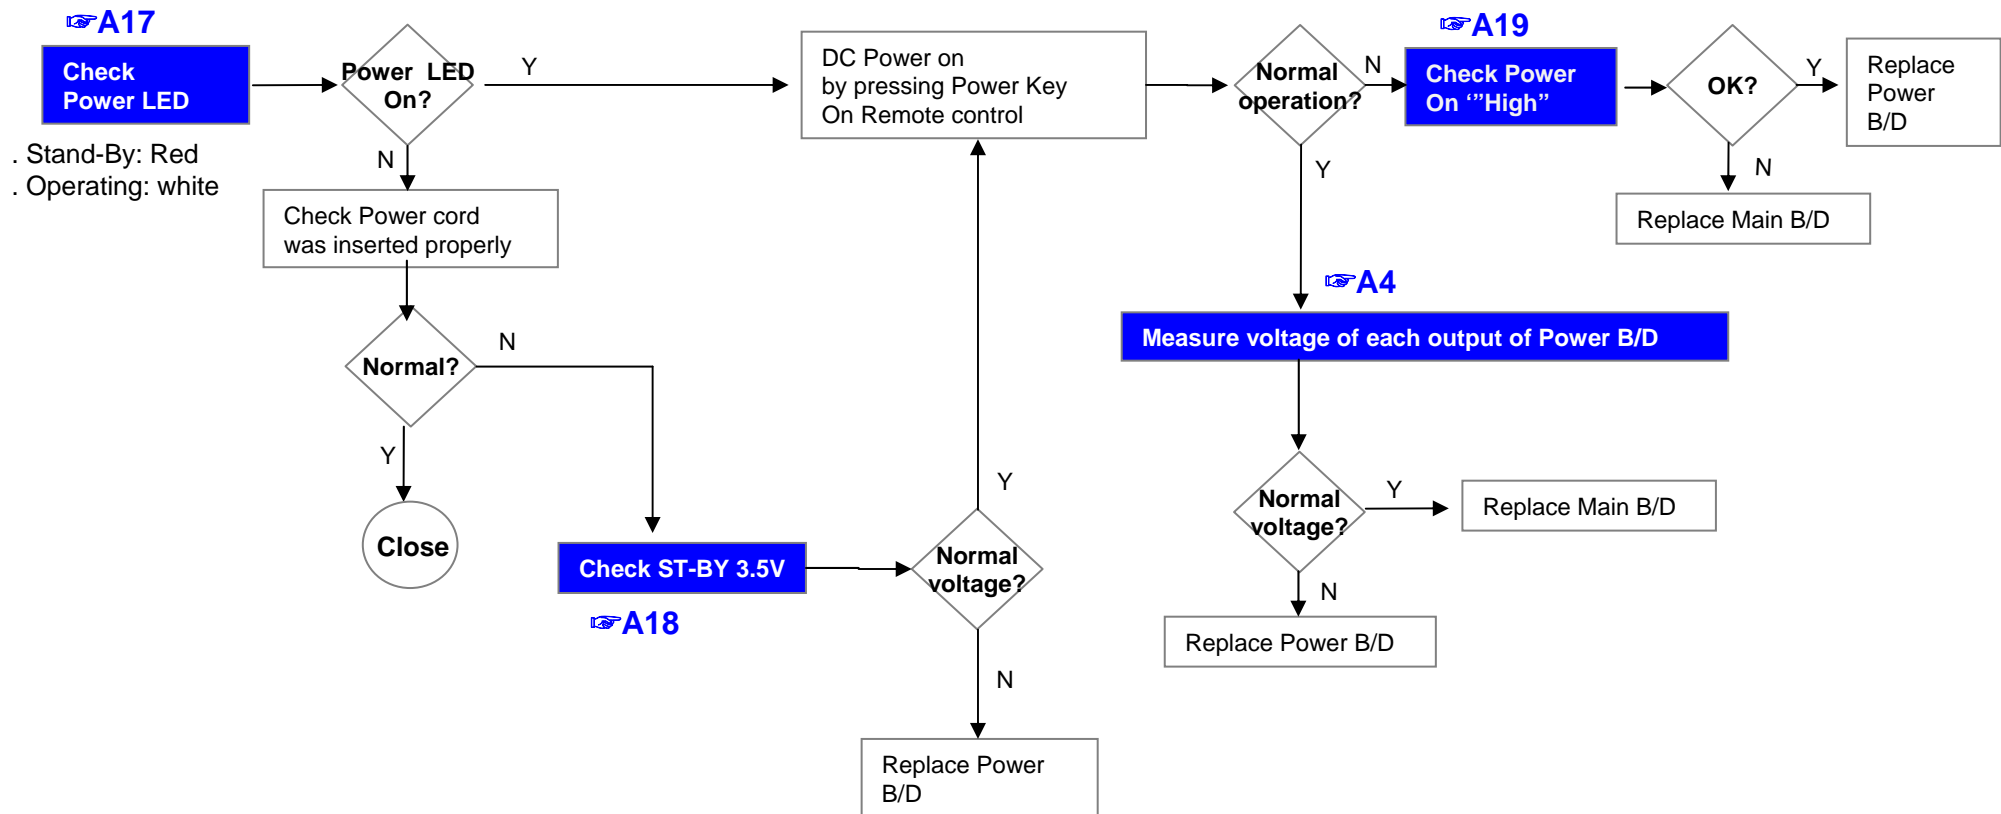 ☞A17
Check
Power LED
. Stand-By: Red
. Operating: white
Power LED
On?
Y
N
Check Power cord
was inserted properly
Normal?
N
Y
Close
Check ST-BY 3.5V
☞A18
Normal
voltage?
Y
N
Replace Power
B/D
DC Power on
by pressing Power Key
On Remote control
Normal
operation?
N
Y
☞A19
Check Power
On ‘”High”
OK?
Y
Replace
Power
B/D
N
Replace Main B/D
☞A4
Measure voltage of each output of Power B/D
Normal
voltage?
Y
Replace Main B/D
N
Replace Power B/D